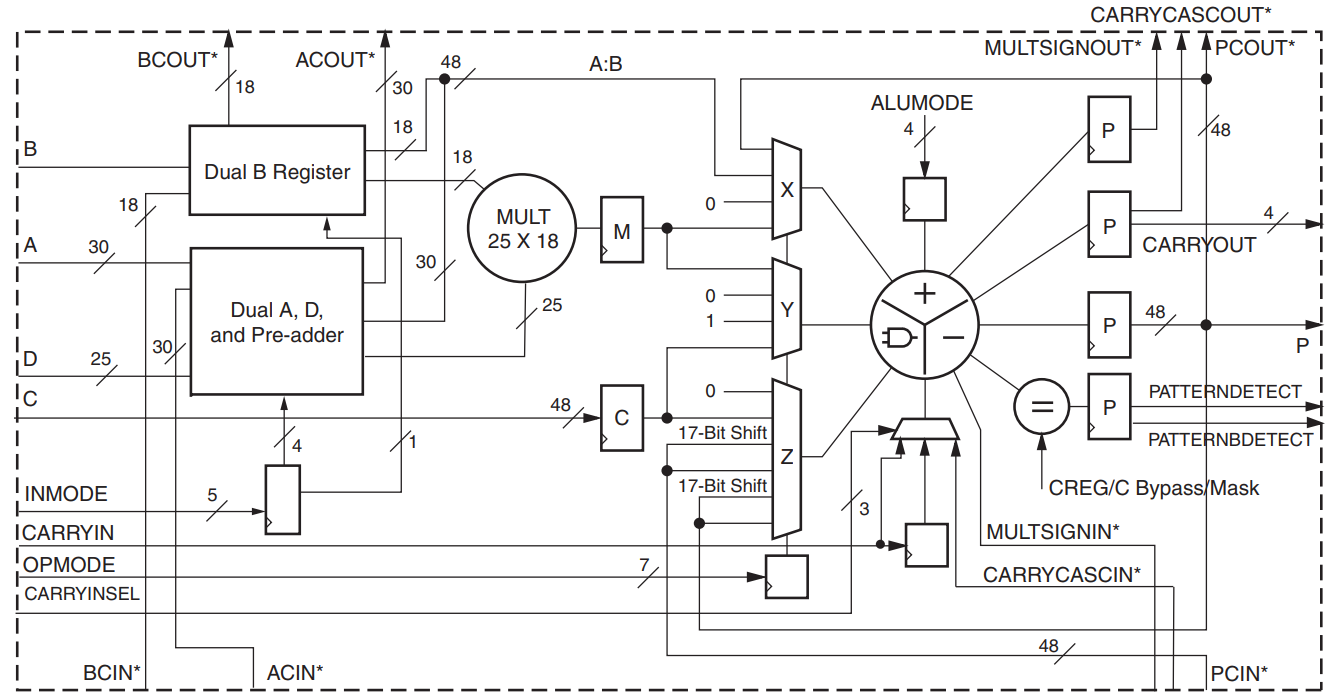 CARRYCASCOUT*
BCOUT*
ACOUT*
MULTSIGNOUT*
PCOUT*
48
A:B
18
30
ALUMODE
4
48
B
18
Dual B Register
18
P
X
0
18
MULT
25 X 18
M
P
4
CARRYOUT
A
30
30
0
Y
1
+
–
25
48
P
P
Dual A, D,
and Pre-adder
30
D
25
C
48
C
0
17-Bit Shift
Z
17-Bit Shift
=
P
PATTERNDETECT
PATTERNBDETECT
4
1
CREG/C Bypass/Mask
INMODE
5
3
CARRYIN
MULTSIGNIN*
OPMODE
7
CARRYCASCIN*
CARRYINSEL
48
BCIN*
ACIN*
PCIN*